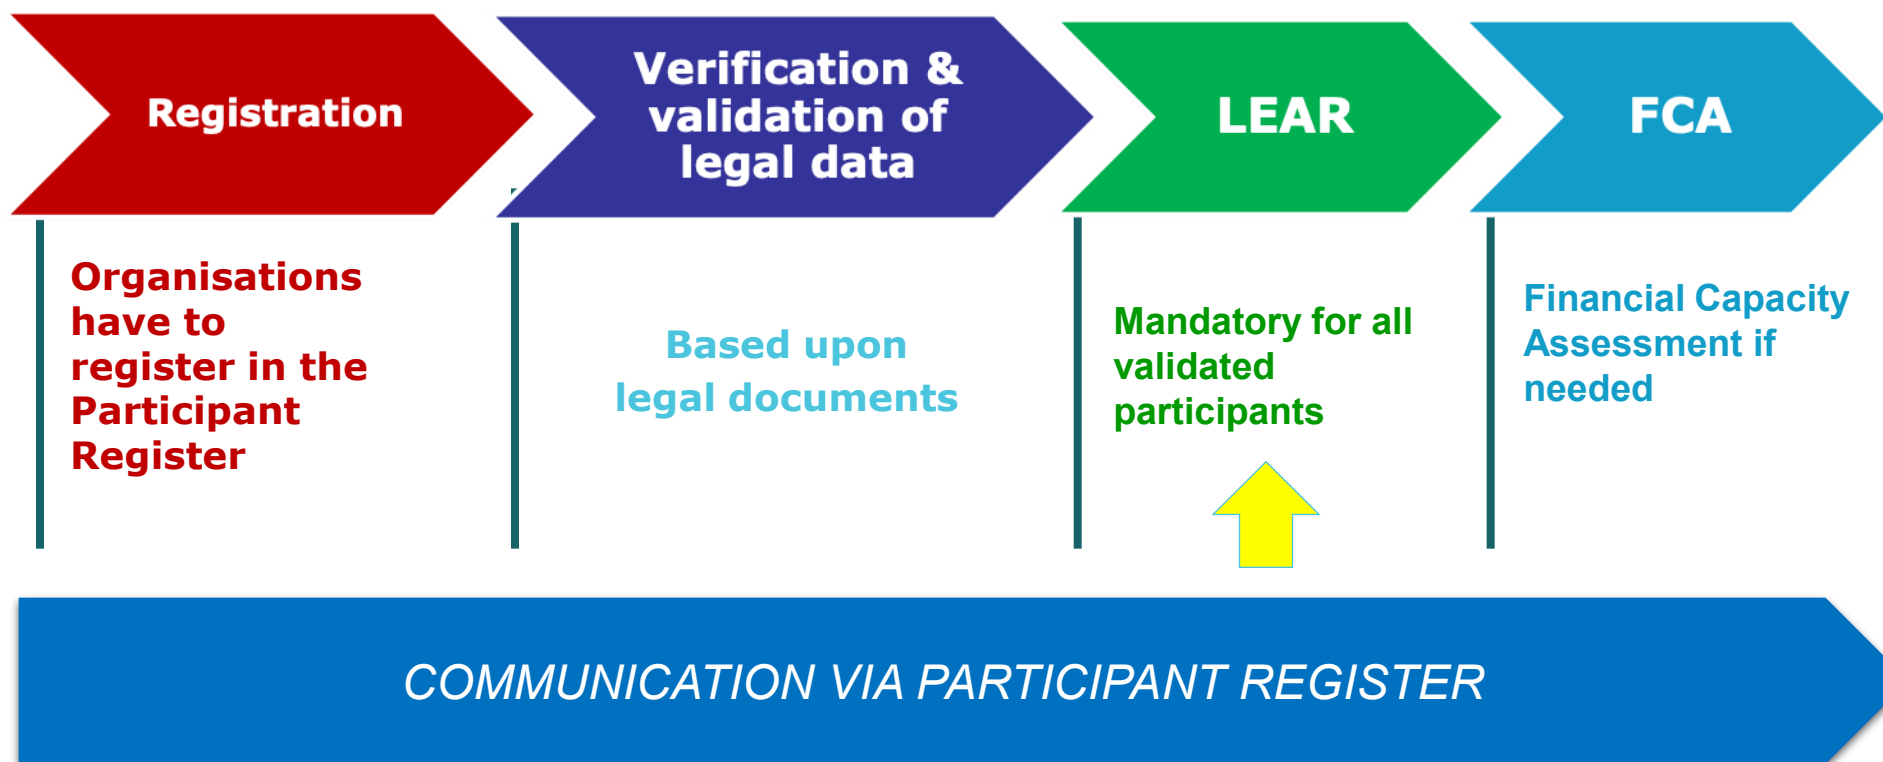 Registration
Verification &
validation of
legal data
LEAR
FCA
Organisations
have to
register in the
Participant
Register
Based upon
legal documents
Mandatory for all
validated
participants
Financial Capacity
Assessment if
needed
COMMUNICATION VIA PARTICIPANT REGISTER